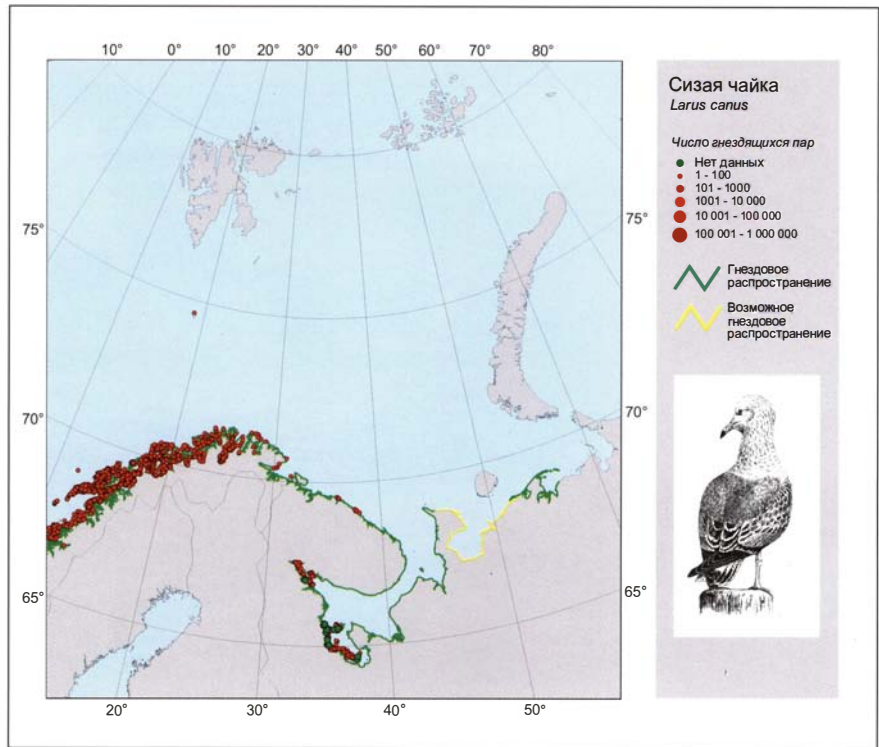 10° 0° 10° 20° 30° 40° 60° 70° 80°
75° 75°
70° 70°
65° 65°
20° 30° 40° 50°
Сизая чайка
Larus canus
Число гнездящихся пар
Нет данных
1 - 100
101 - 1000
1001 - 10 000
10 001 - 100 000
100 001 - 1 000 000
Гнездовое
распространение
Возможное
гнездовое
распространение